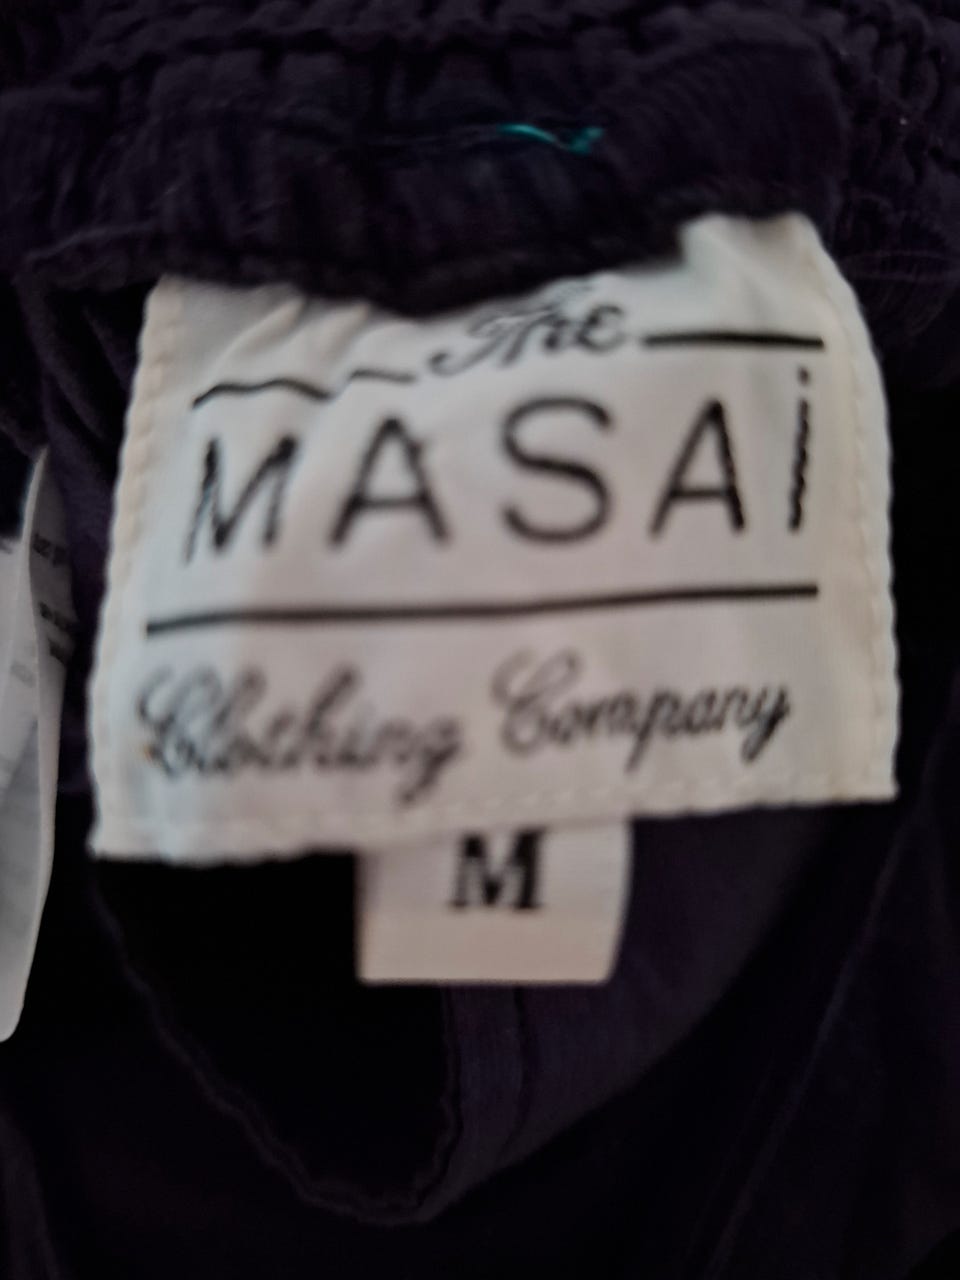 The
MASAi
Clothing Company
M